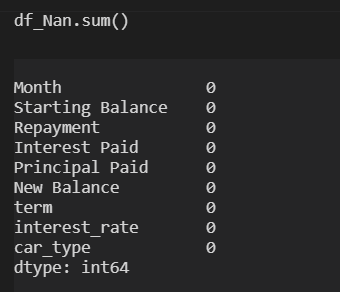 df_Nan.sum()
Month 0
Starting Balance 0
Repayment 0
Interest Paid 0
Principal Paid 0
New Balance 0
term 0
interest_rate 0
car_type 0
dtype: int64